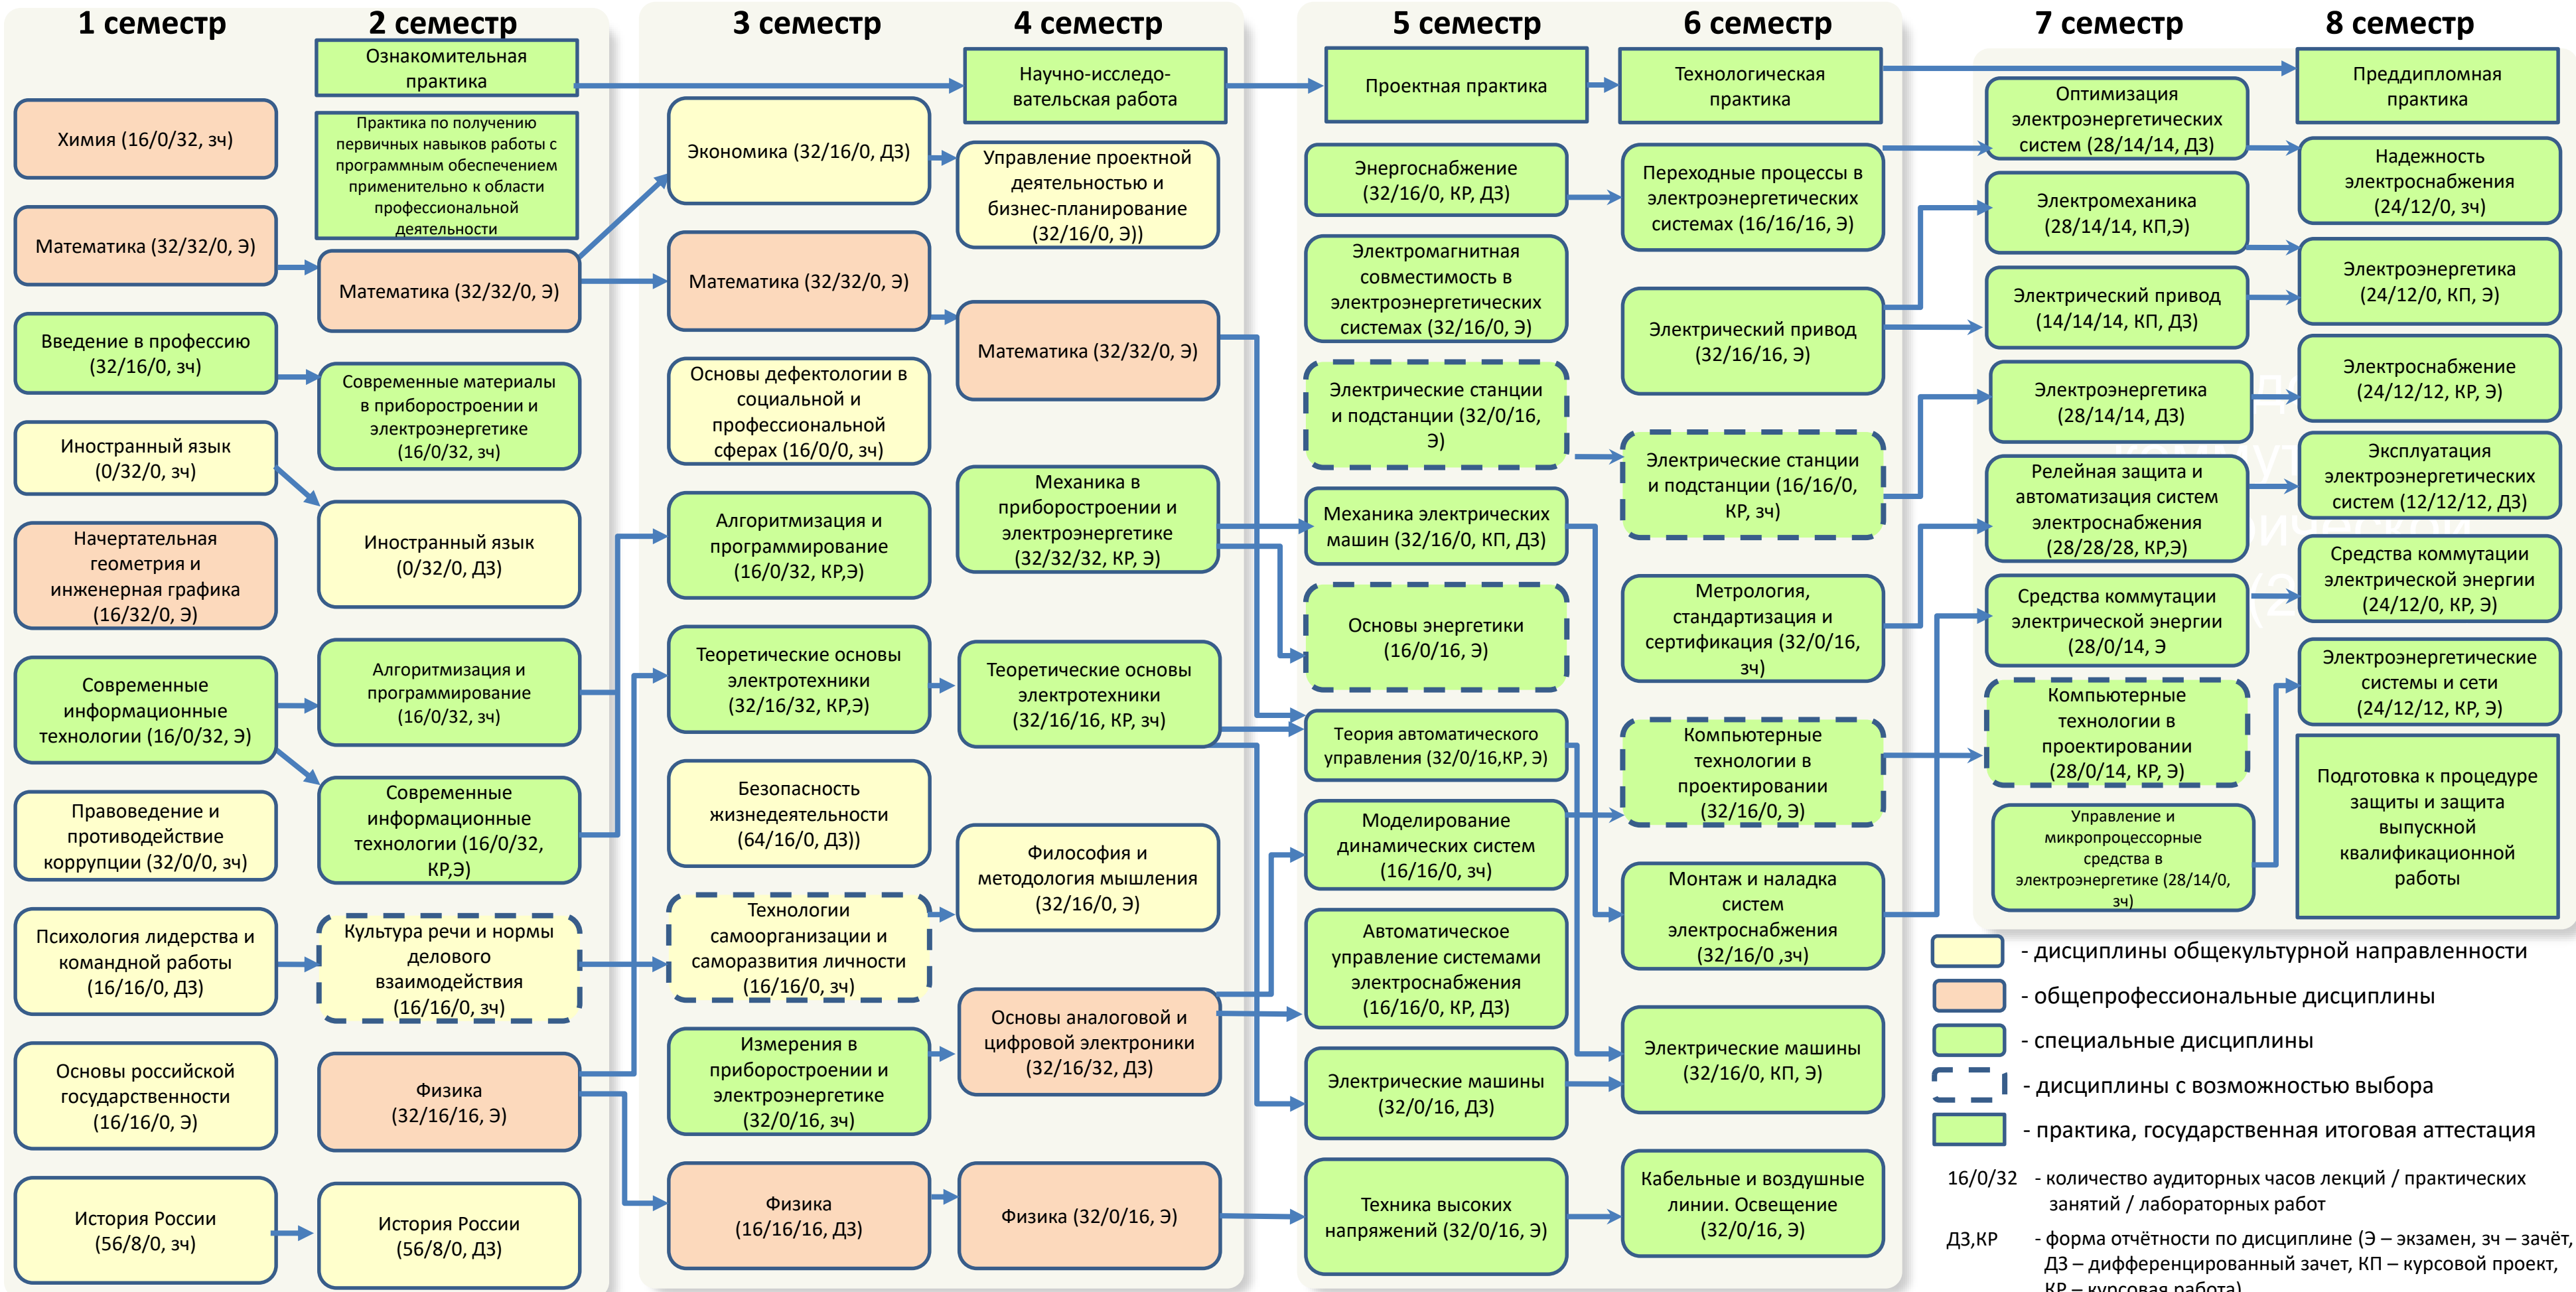 1 семестр
Химия (16/0/32, зч)
Математика (32/32/0, Э)
Введение в профессию
(32/16/0, зч)
Иностранный язык
(0/32/0, зч)
Начертательная
геометрия и
инженерная графика
(16/32/0, Э)
Современные
информационные
технологии (16/0/32, Э)
Правоведение и
противодействие
коррупции (32/0/0, зч)
Психология лидерства и
командной работы
(16/16/0, ДЗ)
Основы российской
государственности
(16/16/0, Э)
История России
(56/8/0, зч)
2 семестр
Ознакомительная
практика
Практика по получению
первичных навыков работы с
программным обеспечением
применительно к области
профессиональной
деятельности
Математика (32/32/0, Э)
Современные материалы
в приборостроении и
электроэнергетике
(16/0/32, зч)
Иностранный язык
(0/32/0, ДЗ)
Алгоритмизация и
программирование
(16/0/32, зч)
Современные
информационные
технологии (16/0/32,
КР,Э)
Культура речи и нормы
делового
взаимодействия
(16/16/0, зч)
Физика
(32/16/16, Э)
История России
(56/8/0, ДЗ)
3 семестр
Экономика (32/16/0, ДЗ)
Математика (32/32/0, Э)
Основы дефектологии в
социальной и
профессиональной
сферах (16/0/0, зч)
Алгоритмизация и
программирование
(16/0/32, КР,Э)
Теоретические основы
электротехники
(32/16/32, КР,Э)
Безопасность
жизнедеятельности
(64/16/0, ДЗ))
Технологии
самоорганизации и
саморазвития личности
(16/16/0, зч)
Измерения в
приборостроении и
электроэнергетике
(32/0/16, зч)
Физика
(16/16/16, ДЗ)
4 семестр
Научно-исследо-
вательская работа
Управление проектной
деятельностью и
бизнес-планирование
(32/16/0, Э))
Математика (32/32/0, Э)
Механика в
приборостроении и
электроэнергетике
(32/32/32, КР, Э)
Теоретические основы
электротехники
(32/16/16, КР, зч)
Философия и
методология мышления
(32/16/0, Э)
Основы аналоговой и
цифровой электроники
(32/16/32, ДЗ)
Физика (32/0/16, Э)
5 семестр
Проектная практика
Энергоснабжение
(32/16/0, КР, ДЗ)
Электромагнитная
совместимость в
электроэнергетических
системах (32/16/0, Э)
Электрические станции
и подстанции (32/0/16,
Э)
Механика электрических
машин (32/16/0, КП, ДЗ)
Основы энергетики
(16/0/16, Э)
Теория автоматического
управления (32/0/16,КР, Э)
Моделирование
динамических систем
(16/16/0, зч)
Автоматическое
управление системами
электроснабжения
(16/16/0, КР, ДЗ)
Электрические машины
(32/0/16, ДЗ)
Техника высоких
напряжений (32/0/16, Э)
6 семестр
Технологическая
практика
Переходные процессы в
электроэнергетических
системах (16/16/16, Э)
Электрический привод
(32/16/16, Э)
Электрические станции
и подстанции (16/16/0,
КР, зч)
Метрология,
стандартизация и
сертификация (32/0/16,
зч)
Компьютерные
технологии в
проектировании
(32/16/0, Э)
Монтаж и наладка
систем
электроснабжения
(32/16/0 ,зч)
Электрические машины
(32/16/0, КП, Э)
Кабельные и воздушные
линии. Освещение
(32/0/16, Э)
7 семестр
Оптимизация
электроэнергетических
систем (28/14/14, ДЗ)
Электромеханика
(28/14/14, КП,Э)
Электрический привод
(14/14/14, КП, ДЗ)
Электроэнергетика
(28/14/14, ДЗ)
Релейная защита и
автоматизация систем
электроснабжения
(28/28/28, КР,Э)
Средства коммутации
электрической энергии
(28/0/14, Э
Компьютерные
технологии в
проектировании
(28/0/14, КР, Э)
Управление и
микропроцессорные
средства в
электроэнергетике (28/14/0,
зч)
8 семестр
Преддипломная
практика
Надежность
электроснабжения
(24/12/0, зч)
Электроэнергетика
(24/12/0, КП, Э)
Электроснабжение
(24/12/12, КР, Э)
Эксплуатация
электроэнергетических
систем (12/12/12, ДЗ)
Средства коммутации
электрической энергии
(24/12/0, КР, Э)
Электроэнергетические
системы и сети
(24/12/12, КР, Э)
Подготовка к процедуре
защиты и защита
выпускной
квалификационной
работы
- дисциплины общекультурной направленности
- общепрофессиональные дисциплины
- специальные дисциплины
- дисциплины с возможностью выбора
- практика, государственная итоговая аттестация
16/0/32 - количество аудиторных часов лекций / практических
занятий / лабораторных работ
ДЗ,КР - форма отчётности по дисциплине (Э – экзамен, зч – зачёт,
ДЗ – дифференцированный зачет, КП – курсовой проект,
КР – курсовая работа)